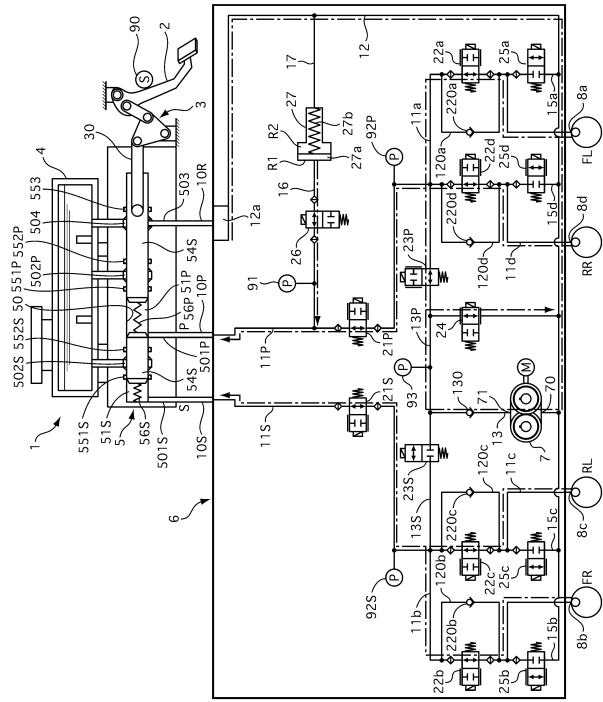 90
2
S
3
30
4
553
504
552P
551P
502P
50
552S
502S
503
10R
54S
51P
56P
10P
P
501P
54S
551S
51S
5
56S
501S
10S
S
1
6
12
17
12a
R2
R1
27
27b
27a
16
26
91
P
92P
P
11P
21P
11S
21S
93
P
23P
13P
24
23S
13S
92S
P
130
71
13
70
7
M
22a
25a
11a
220a
120a
15a
8a
FL
22d
25d
220d
120d
11d
15d
8d
RR
120c
11c
220c
22c
25c
15c
8c
RL
11b
120b
220b
22b
25b
15b
8b
FR